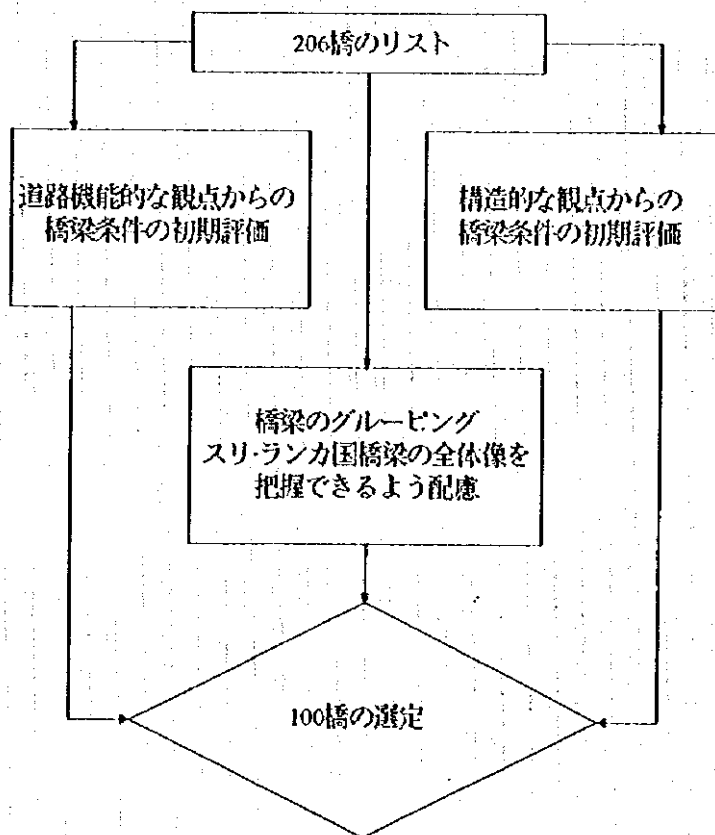 206橋のリスト
道路機能的な観点からの
橋梁条件の初期評価
構造的な観点からの
橋梁条件の初期評価
橋梁のグルーピング
スリ・ランカ国橋梁の全体像を
把握できるよう配慮
100橋の選定